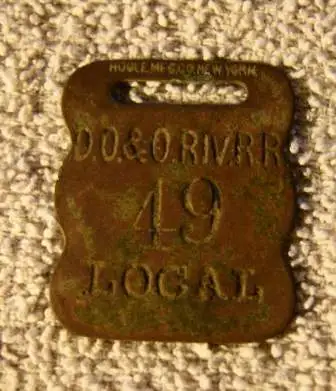 HOOLE MFG.CO. NEW YORK
D.O.&O.RIV.R.R
49
LOCAL